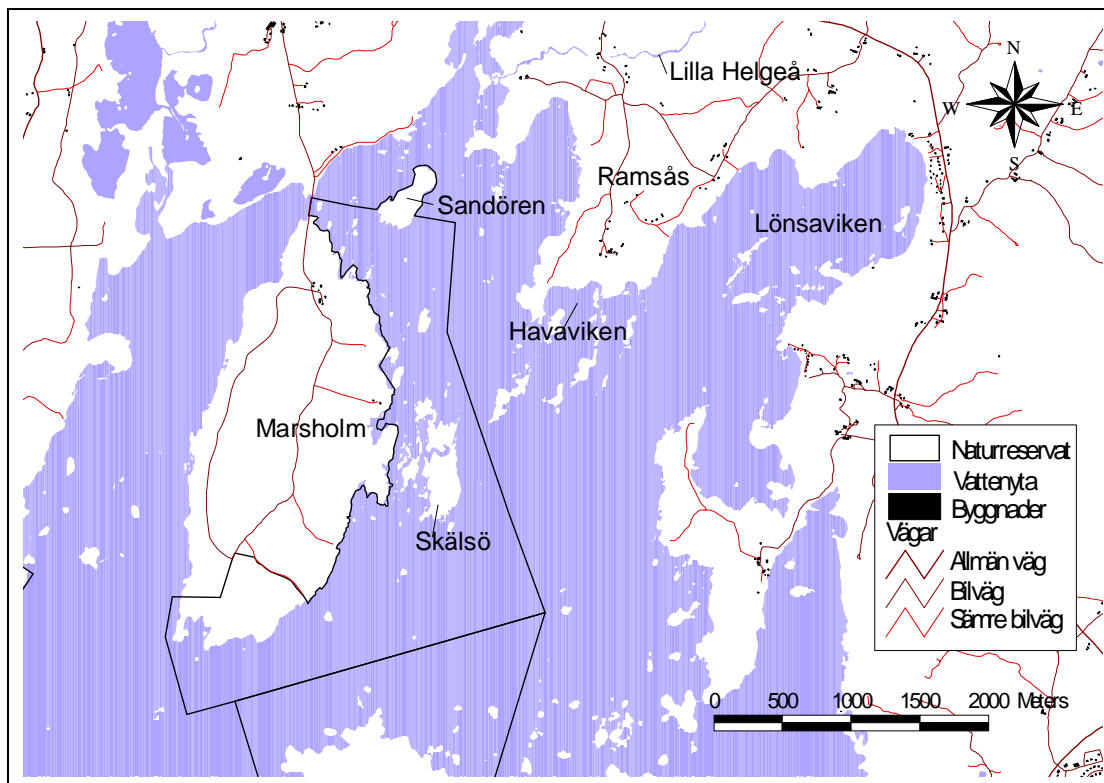 Lilla Helgeå
N
W
E
S
Ramsås
Sandören
Lönsaviken
Havaviken
Marsholm
Skälsö
Naturreservat
Vattenyta
Byggnader
Vägar
Allmän väg
Bilväg
Sämre bilväg
0 500 1000 1500 2000 Meters